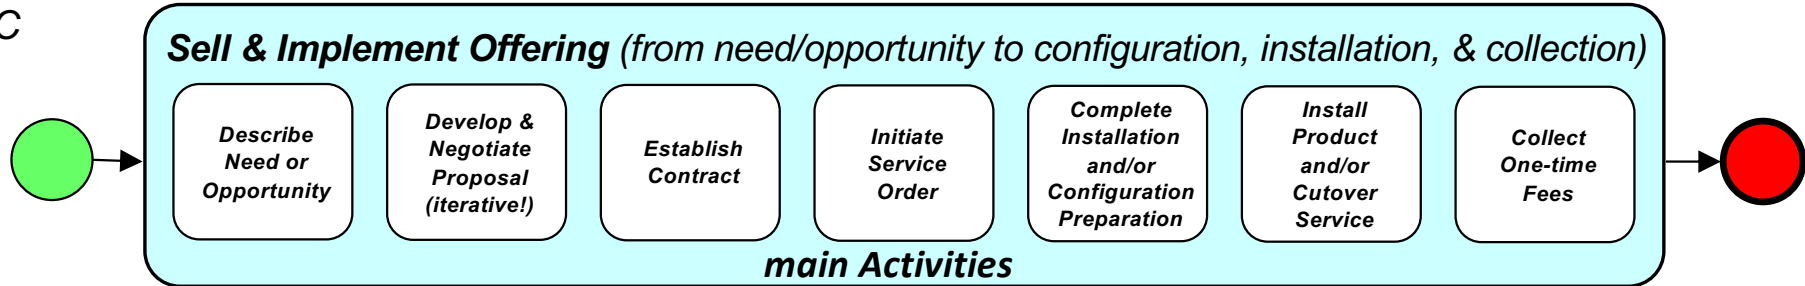 C
Sell & Implement Offering (from need/opportunity to configuration, installation, & collection)
Describe
Need or
Opportunity
Develop &
Negotiate
Proposal
(iterative!)
Establish
Contract
Initiate
Service
Order
Complete
Installation
and/or
Configuration
Preparation
Install
Product
and/or
Cutover
Service
Collect
One-time
Fees
main Activities